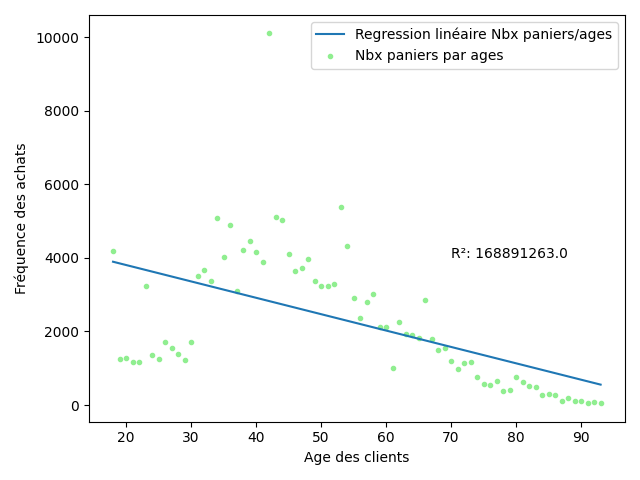 10000
8000
6000
4000
2000
0
Fréquence des achats
Regression linéaire Nbx paniers/ages
Nbx paniers par ages
R²: 168891263.0
20 30 40 50 60 70 80 90
Age des clients